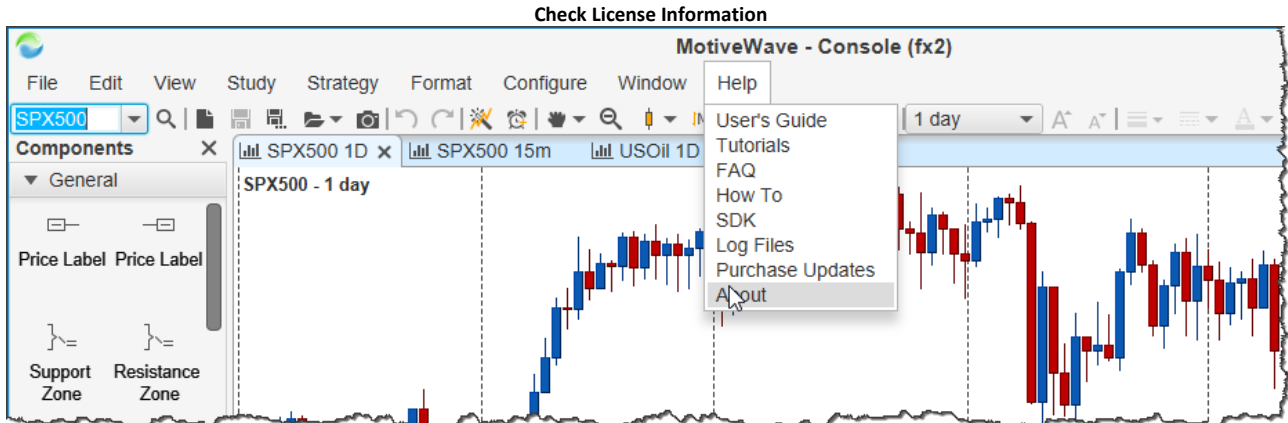 Check License Information
MotiveWave - Console (fx2)
File Edit View Study Strategy Format Configure Window Help
SPX500 1 day
Components
SPX500 1D SPX500 15m USOil 1D
General
SPX500 - 1 day
User's Guide
Tutorials
FAQ
How To
SDK
Log Files
Purchase Updates
About
Price Label Price Label
Support Zone
Resistance Zone